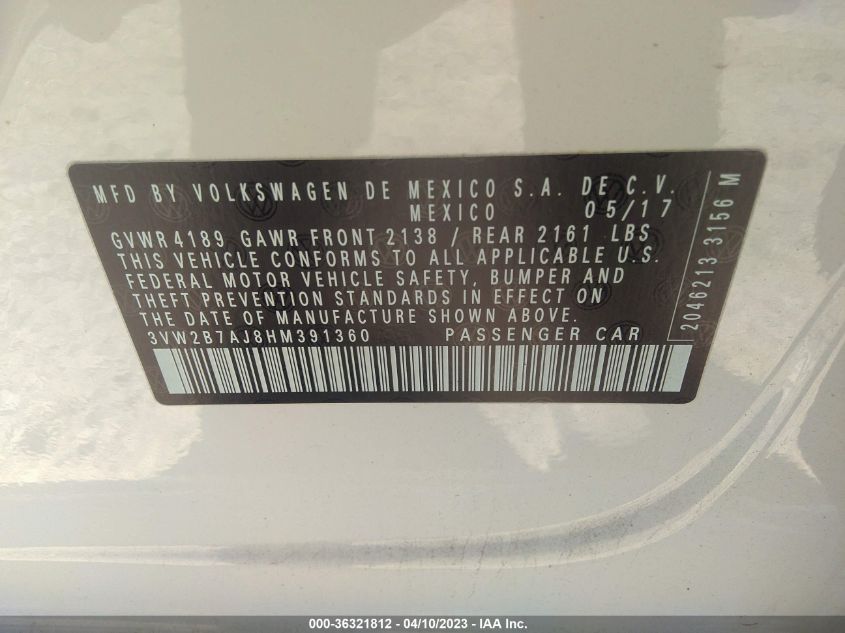 MFD BY VOLKSWAGEN DE MEXICO S.A. DE C.V.
MEXICO 05/17
GVWR 4189 GAWR FRONT 2138 / REAR 2161 LBS
THIS VEHICLE CONFORMS TO ALL APPLICABLE U.S.
FEDERAL MOTOR VEHICLE SAFETY, BUMPER AND
THEFT PREVENTION STANDARDS IN EFFECT ON
THE DATE OF MANUFACTURE SHOWN ABOVE.
3VW2B7AJ8HM391360 PASSENGER CAR
2046213 3156 M
000-36321812 - 04/10/2023 - IAA Inc.